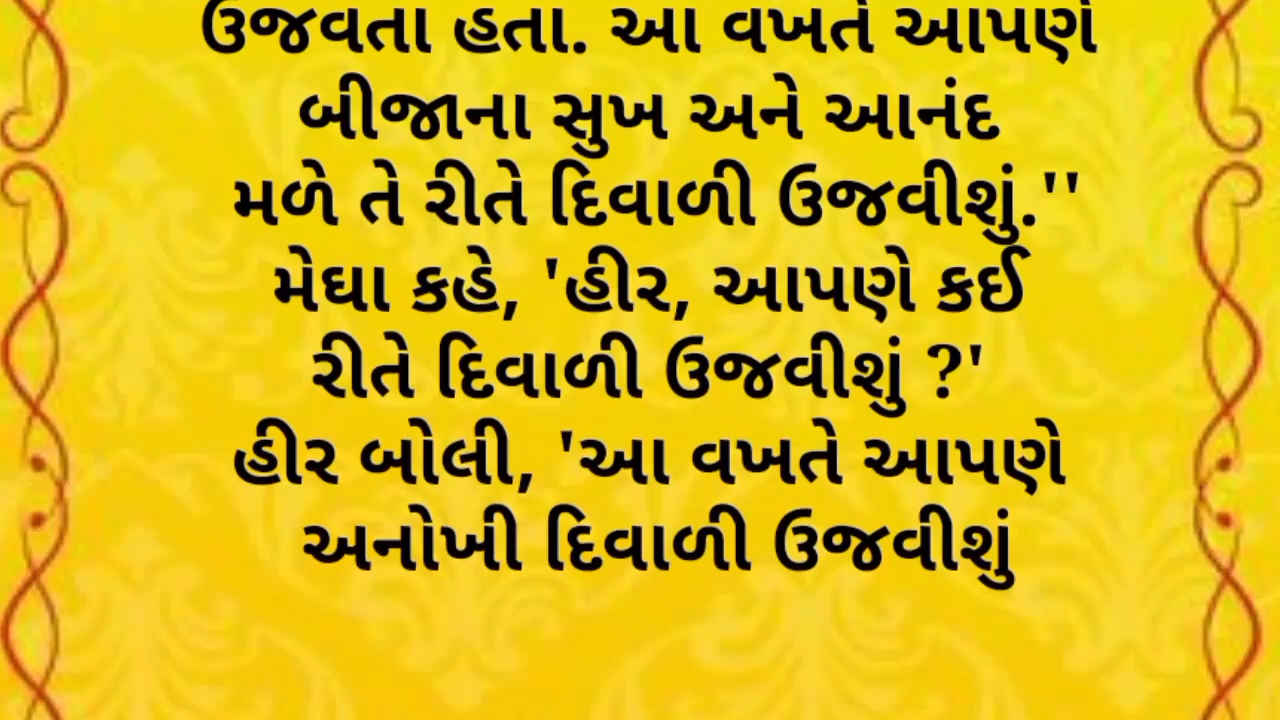 ઉજવતા હતા. આ વખતે આપણે
બીજાના સુખ અને આનંદ
મળે તે રીતે દિવાળી ઉજવીશું.''
મેઘા કહે, 'હીર, આપણે કઈ
રીતે દિવાળી ઉજવીશું ?'
હીર બોલી, 'આ વખતે આપણે
અનોખી દિવાળી ઉજવીશું